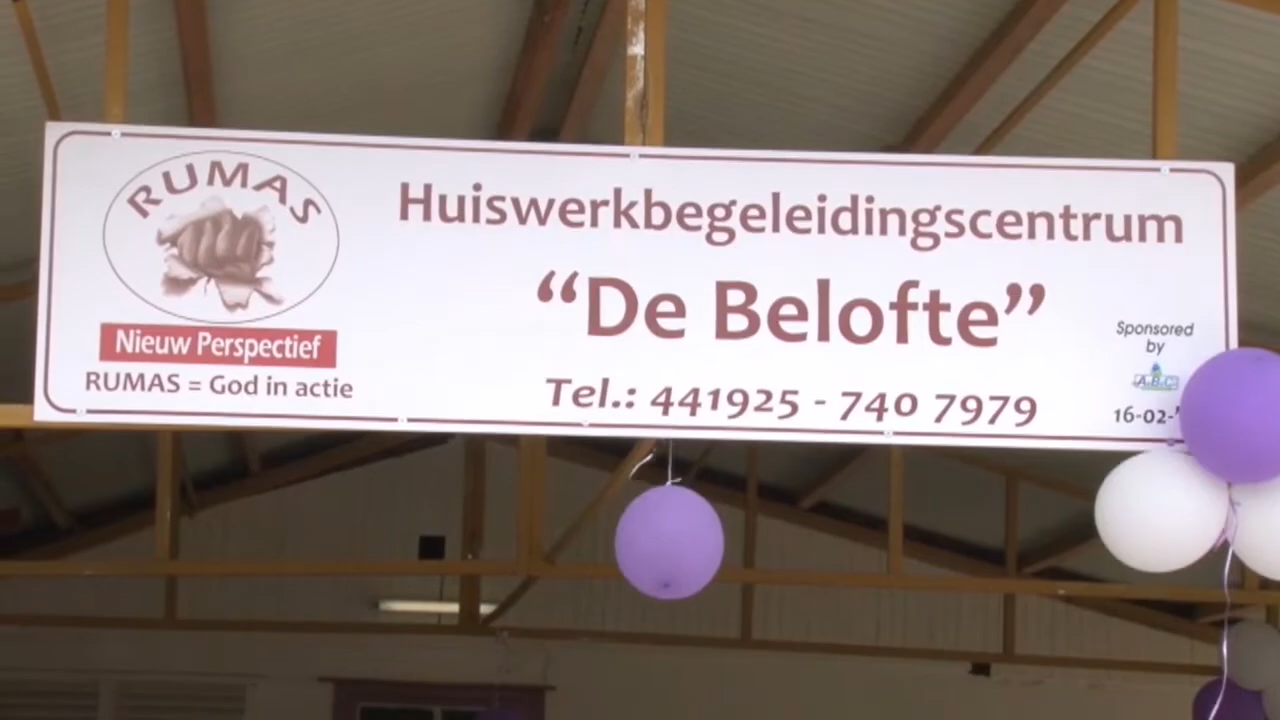 RUMAS
Nieuw Perspectief
RUMAS = God in actie
Huiswerkbegeleidingscentrum
“De Belofte”
Tel.: 441925 - 740 7979
Sponsored
by
A.B.C.
16-02-'